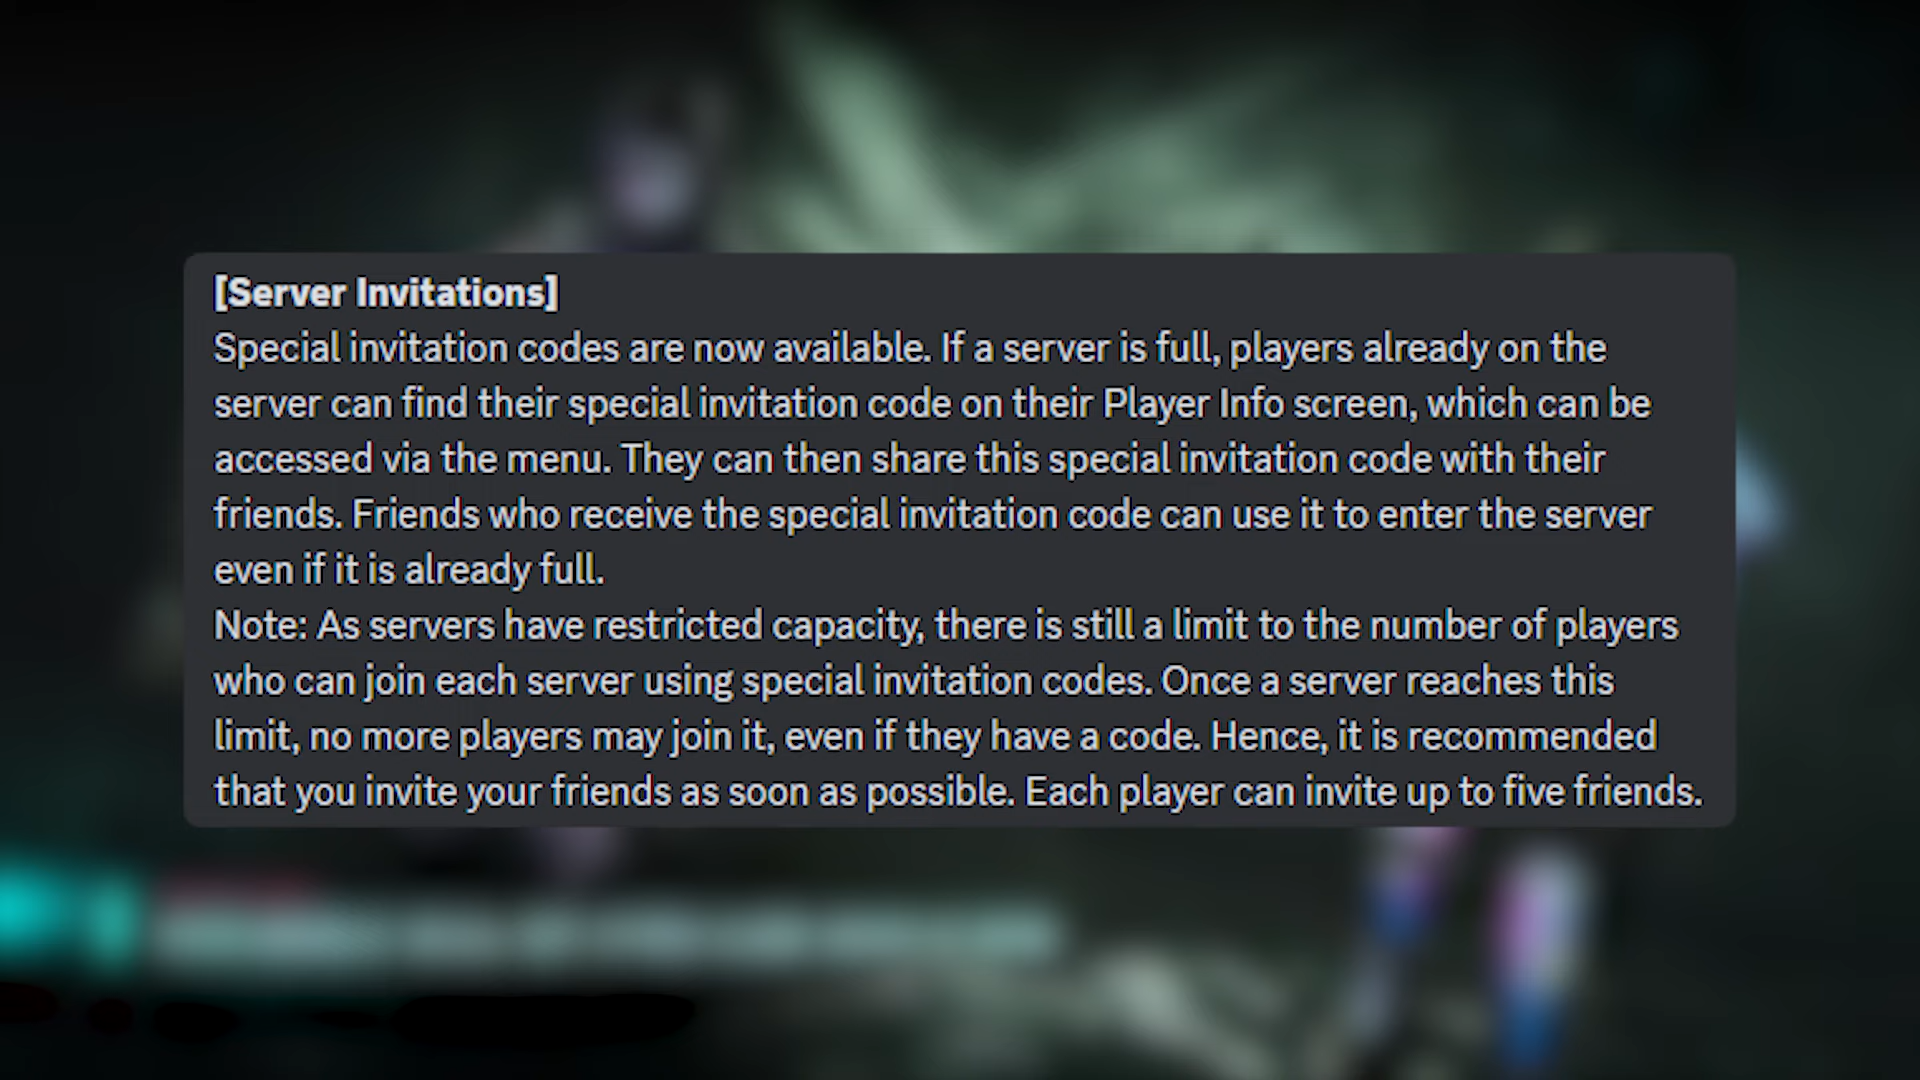 [Server Invitations]
Special invitation codes are now available. If a server is full, players already on the
server can find their special invitation code on their Player Info screen, which can be
accessed via the menu. They can then share this special invitation code with their
friends. Friends who receive the special invitation code can use it to enter the server
even if it is already full.
Note: As servers have restricted capacity, there is still a limit to the number of players
who can join each server using special invitation codes. Once a server reaches this
limit, no more players may join it, even if they have a code. Hence, it is recommended
that you invite your friends as soon as possible. Each player can invite up to five friends.